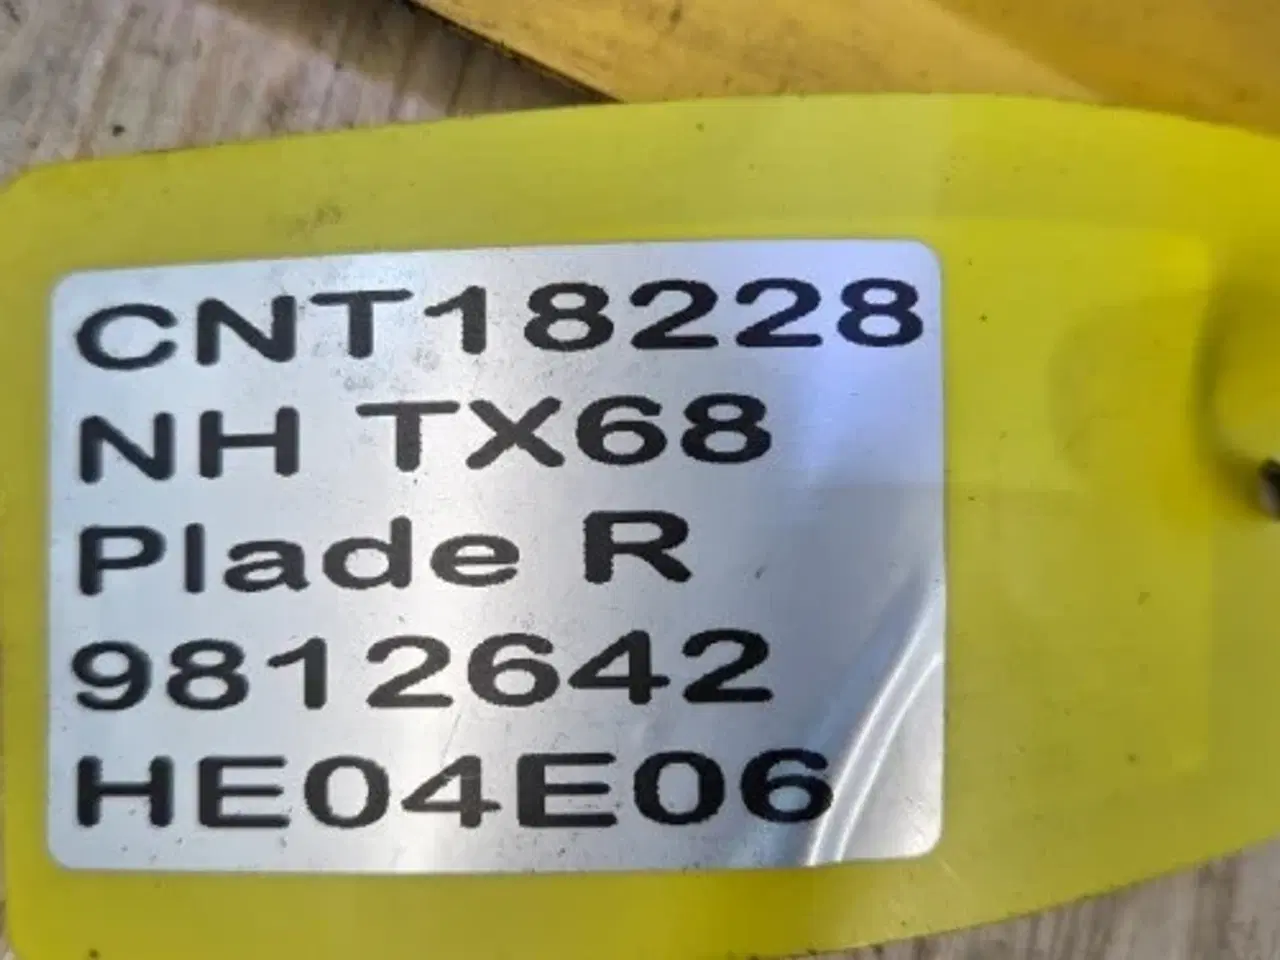 CNT18228
NH TX68
Plade R
9812642
HE04E06